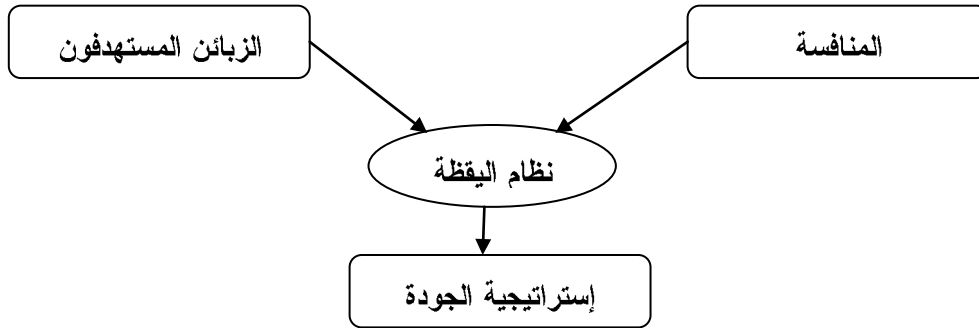 المنافسة
الزبائن المستهدفون
نظام اليقظة
إستراتيجية الجودة